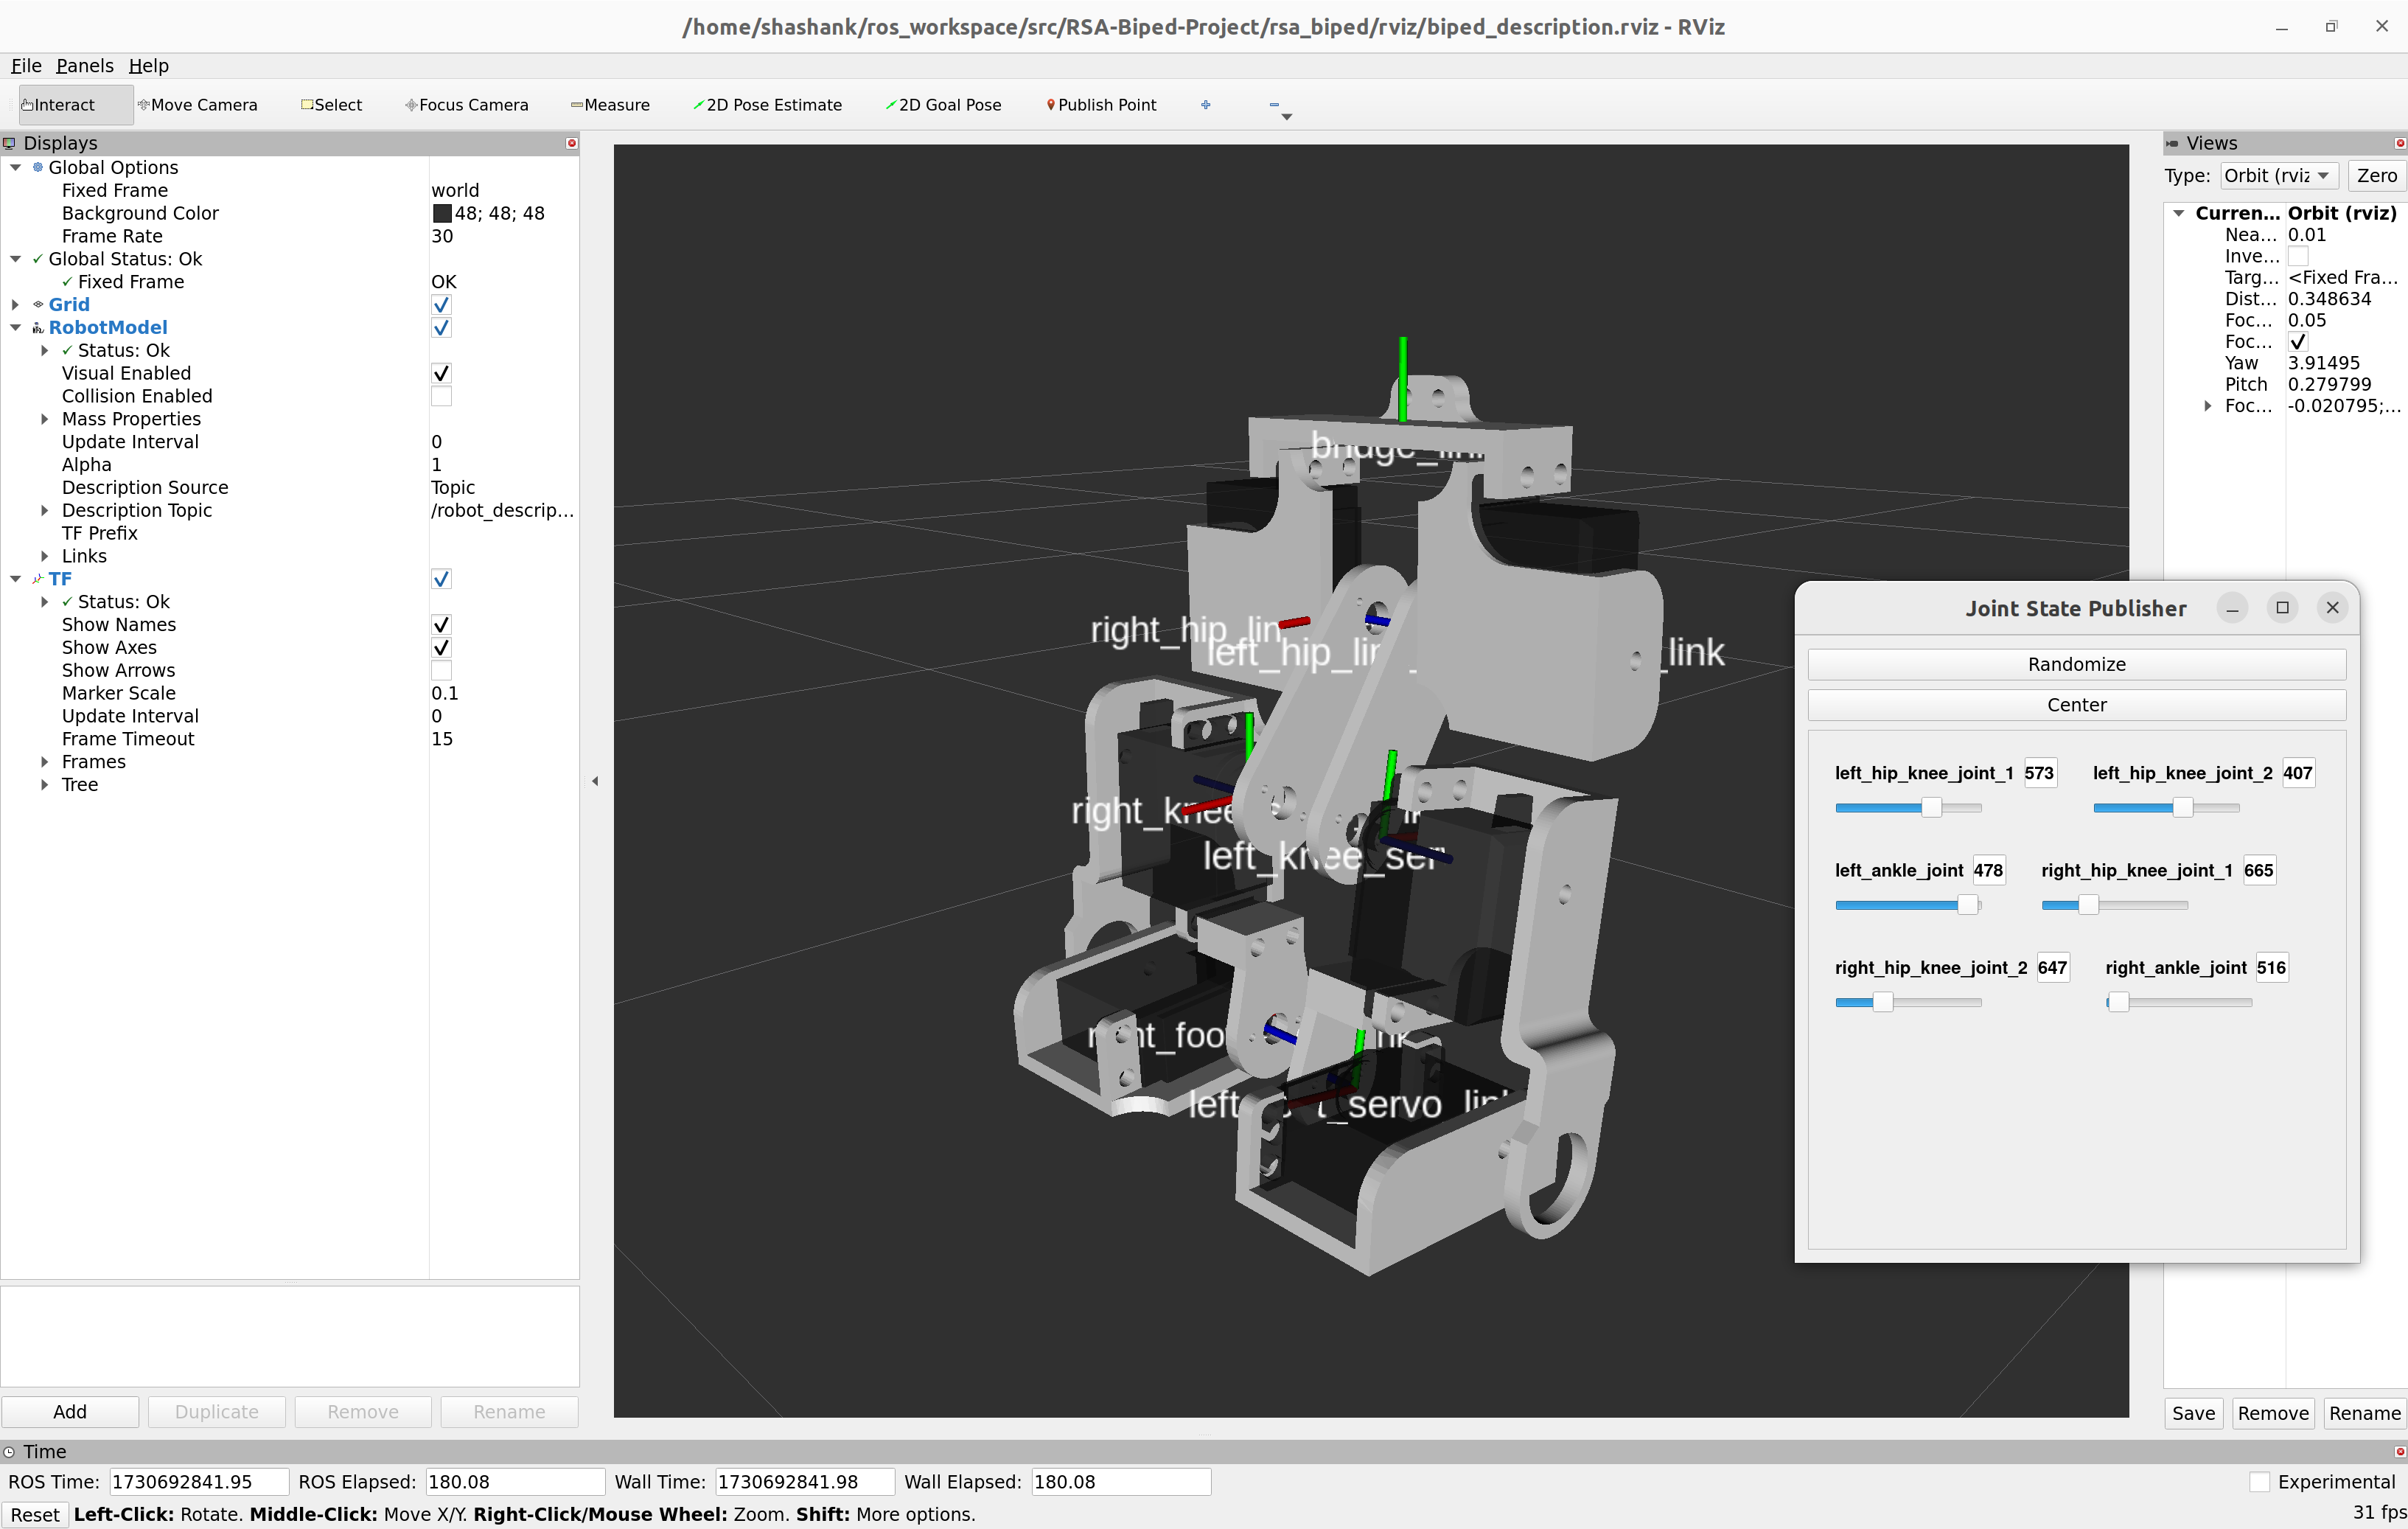 /home/shashank/ros_workspace/src/RSA-Biped-Project/rsa_biped/rviz/biped_description.rviz - RViz
File Panels Help
Interact Move Camera Select Focus Camera Measure 2D Pose Estimate 2D Goal Pose Publish Point
Displays
Global Options
Fixed Frame world
Background Color 48; 48; 48
Frame Rate 30
Global Status: Ok
Fixed Frame OK
Grid
RobotModel
Status: Ok
Visual Enabled
Collision Enabled
Mass Properties
Update Interval 0
Alpha 1
Description Source Topic
Description Topic /robot_descrip...
TF Prefix
Links
TF
Status: Ok
Show Names
Show Axes
Show Arrows
Marker Scale 0.1
Update Interval 0
Frame Timeout 15
Frames
Tree
Add Duplicate Remove Rename
right_hip_lin
left_hip_lin
_link
right_knee
left_knee_ser
servo_link
Views
Type: Orbit (rviz Zero
Curren... Orbit (rviz)
Nea... 0.01
Inve...
Targ... <Fixed Fra...
Dist... 0.348634
Foc... 0.05
Foc...
Yaw 3.91495
Pitch 0.279799
Foc... -0.020795;...
Save Remove Rename
Joint State Publisher
Randomize
Center
left_hip_knee_joint_1 573 left_hip_knee_joint_2 407
left_ankle_joint 478 right_hip_knee_joint_1 665
right_hip_knee_joint_2 647 right_ankle_joint 516
Time
ROS Time: 1730692841.95 ROS Elapsed: 180.08 Wall Time: 1730692841.98 Wall Elapsed: 180.08 Experimental
Reset Left-Click: Rotate. Middle-Click: Move X/Y. Right-Click/Mouse Wheel: Zoom. Shift: More options. 31 fps